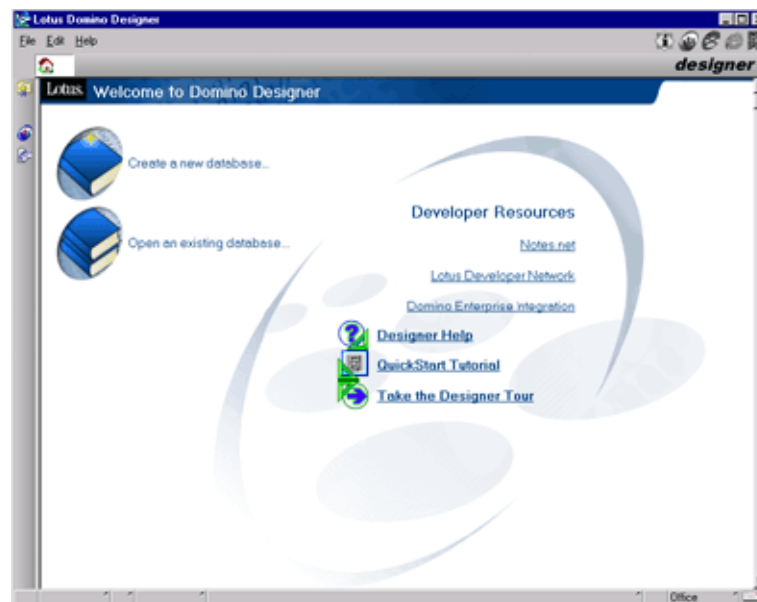 Lotus Domino Designer
File Edit Help
designer
Lotus. Welcome to Domino Designer
Create a new database...
Open an existing database...
Developer Resources
Notes.net
Lotus Developer Network
Domino Enterprise Integration
Designer Help
QuickStart Tutorial
Take the Designer Tour
Office